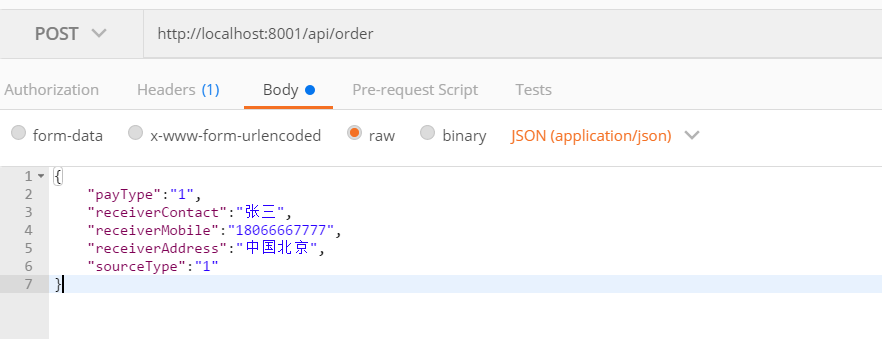 POST http://localhost:8001/api/order
Authorization Headers (1) Body Pre-request Script Tests
form-data x-www-form-urlencoded raw binary JSON (application/json)
1 {
2 "payType":"1",
3 "receiverContact":"张三",
4 "receiverMobile":"18066667777",
5 "receiverAddress":"中国北京",
6 "sourceType":"1"
7 }